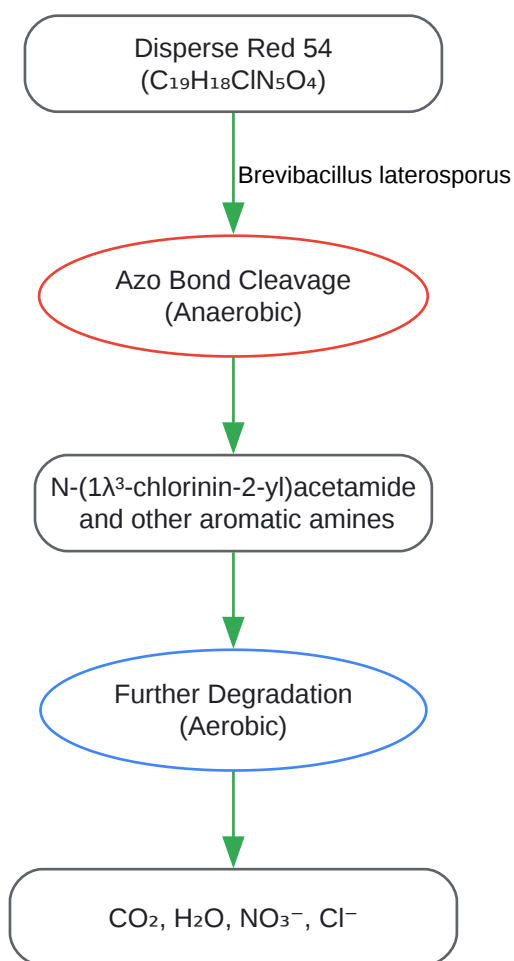 Disperse Red 54
(C₁₉H₁₈ClN₅O₄)
Brevibacillus laterosporus
Azo Bond Cleavage
(Anaerobic)
N-(1λ³-chlorinin-2-yl)acetamide
and other aromatic amines
Further Degradation
(Aerobic)
CO₂, H₂O, NO₃⁻, Cl⁻